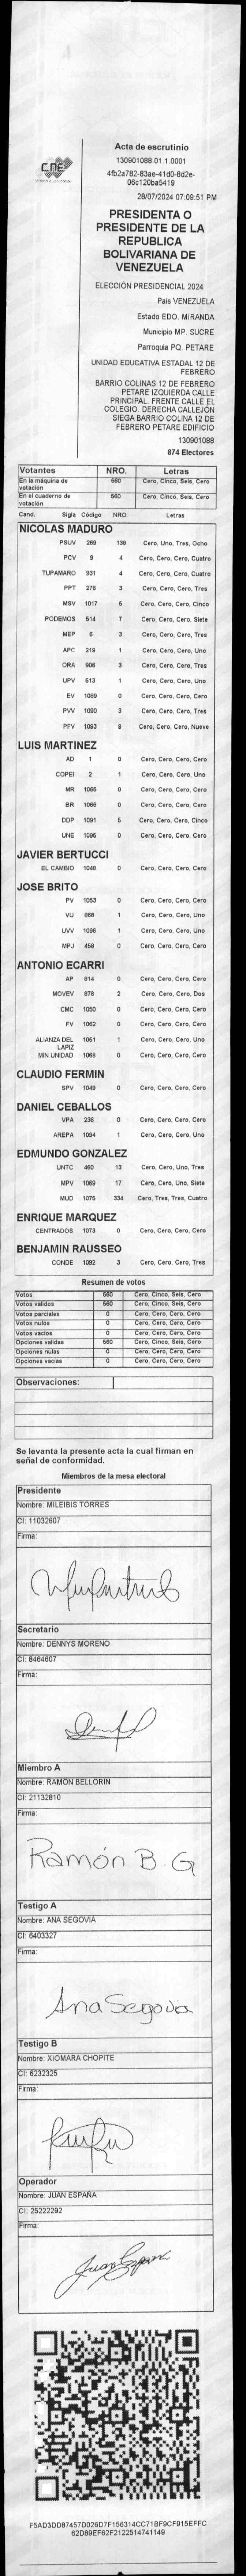 CNE
Acta de escrutinio
130901088.01.1.0001
4fb2a782-83ae-41d0-8d2e-
06c120ba5419
28/07/2024 07:09:51 PM
PRESIDENTA O
PRESIDENTE DE LA
REPUBLICA
BOLIVARIANA DE
VENEZUELA
ELECCIÓN PRESIDENCIAL 2024
País VENEZUELA
Estado EDO. MIRANDA
Municipio MP. SUCRE
Parroquia PQ. PETARE
UNIDAD EDUCATIVA ESTADAL 12 DE
FEBRERO
BARRIO COLINAS 12 DE FEBRERO
PETARE IZQUIERDA CALLE
PRINCIPAL. FRENTE CALLE EL
COLEGIO. DERECHA CALLEJÓN
SIEGA BARRIO COLINA 12 DE
FEBRERO PETARE EDIFICIO
130901088
874 Electores
Votantes NRO. Letras
En la máquina de votación 560 Cero, Cinco, Seis, Cero
En el cuaderno de votación 560 Cero, Cinco, Seis, Cero
Cand. Sigla Código NRO. Letras
NICOLAS MADURO
PSUV 269 138 Cero, Uno, Tres, Ocho
PCV 9 4 Cero, Cero, Cero, Cuatro
TUPAMARO 931 4 Cero, Cero, Cero, Cuatro
PPT 276 3 Cero, Cero, Cero, Tres
MSV 1017 5 Cero, Cero, Cero, Cinco
PODEMOS 514 7 Cero, Cero, Cero, Siete
MEP 6 3 Cero, Cero, Cero, Tres
APC 219 1 Cero, Cero, Cero, Uno
ORA 906 3 Cero, Cero, Cero, Tres
UPV 513 1 Cero, Cero, Cero, Uno
EV 1089 0 Cero, Cero, Cero, Cero
PVV 1090 3 Cero, Cero, Cero, Tres
PFV 1093 9 Cero, Cero, Cero, Nueve
LUIS MARTINEZ
AD 1 0 Cero, Cero, Cero, Cero
COPEI 2 1 Cero, Cero, Cero, Uno
MR 1065 0 Cero, Cero, Cero, Cero
BR 1066 0 Cero, Cero, Cero, Cero
DDP 1091 5 Cero, Cero, Cero, Cinco
UNE 1095 0 Cero, Cero, Cero, Cero
JAVIER BERTUCCI
EL CAMBIO 1048 0 Cero, Cero, Cero, Cero
JOSE BRITO
PV 1053 0 Cero, Cero, Cero, Cero
VU 868 1 Cero, Cero, Cero, Uno
UVV 1096 1 Cero, Cero, Cero, Uno
MPJ 458 0 Cero, Cero, Cero, Cero
ANTONIO ECARRI
AP 814 0 Cero, Cero, Cero, Cero
MOVEV 878 2 Cero, Cero, Cero, Dos
CMC 1050 0 Cero, Cero, Cero, Cero
FV 1062 0 Cero, Cero, Cero, Cero
ALIANZA DEL LAPIZ 1051 1 Cero, Cero, Cero, Uno
MIN UNIDAD 1068 0 Cero, Cero, Cero, Cero
CLAUDIO FERMIN
SPV 1049 0 Cero, Cero, Cero, Cero
DANIEL CEBALLOS
VPA 236 0 Cero, Cero, Cero, Cero
AREPA 1094 1 Cero, Cero, Cero, Uno
EDMUNDO GONZALEZ
UNTC 460 13 Cero, Cero, Uno, Tres
MPV 1069 17 Cero, Cero, Uno, Siete
MUD 1075 334 Cero, Tres, Tres, Cuatro
ENRIQUE MARQUEZ
CENTRADOS 1073 0 Cero, Cero, Cero, Cero
BENJAMIN RAUSSEO
CONDE 1092 3 Cero, Cero, Cero, Tres
Resumen de votos
Votos 560 Cero, Cinco, Seis, Cero
Votos validos 560 Cero, Cinco, Seis, Cero
Votos parciales 0 Cero, Cero, Cero, Cero
Votos nulos 0 Cero, Cero, Cero, Cero
Votos vacios 0 Cero, Cero, Cero, Cero
Opciones validas 560 Cero, Cinco, Seis, Cero
Opciones nulas 0 Cero, Cero, Cero, Cero
Opciones vacias 0 Cero, Cero, Cero, Cero
Observaciones:
Se levanta la presente acta la cual firman en
señal de conformidad.
Miembros de la mesa electoral
Presidente
Nombre: MILEIBIS TORRES
CI: 11032607
Firma:
Secretario
Nombre: DENNYS MORENO
CI: 8464607
Firma:
Miembro A
Nombre: RAMON BELLORIN
CI: 21132810
Firma:
Ramón B. G
Testigo A
Nombre: ANA SEGOVIA
CI: 6403327
Firma:
Ana Segovia
Testigo B
Nombre: XIOMARA CHOPITE
CI: 6232325
Firma:
Operador
Nombre: JUAN ESPAÑA
CI: 25222292
Firma:
Juan España
F5AD3DD87457D026D7F156314CC71BF9CF915EFFC
62D89EF62F2122514741149